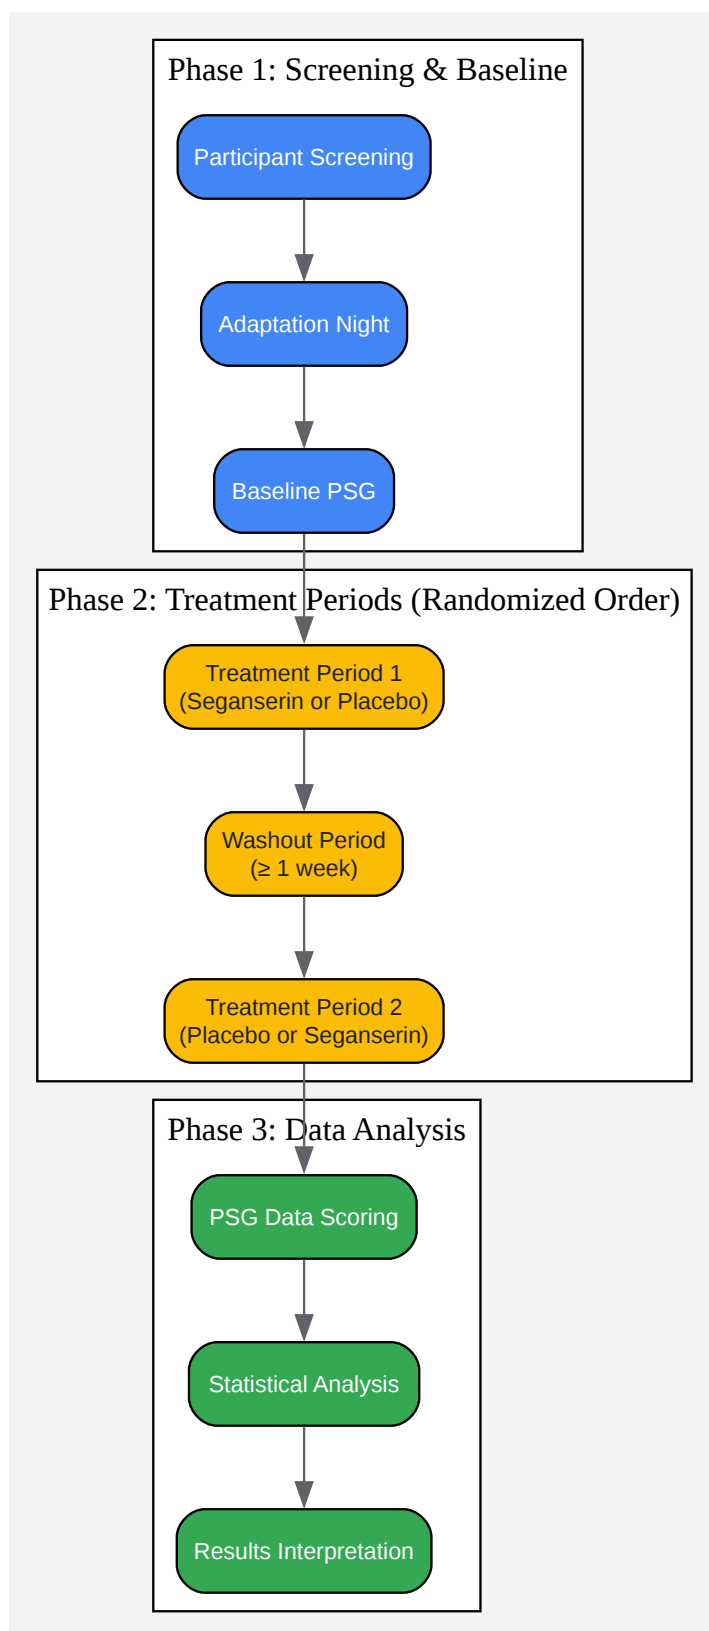 Phase 1: Screening & Baseline
Participant Screening
Adaptation Night
Baseline PSG
Phase 2: Treatment Periods (Randomized Order)
Treatment Period 1
(Seganserin or Placebo)
Washout Period
(≥ 1 week)
Treatment Period 2
(Placebo or Seganserin)
Phase 3: Data Analysis
PSG Data Scoring
Statistical Analysis
Results Interpretation